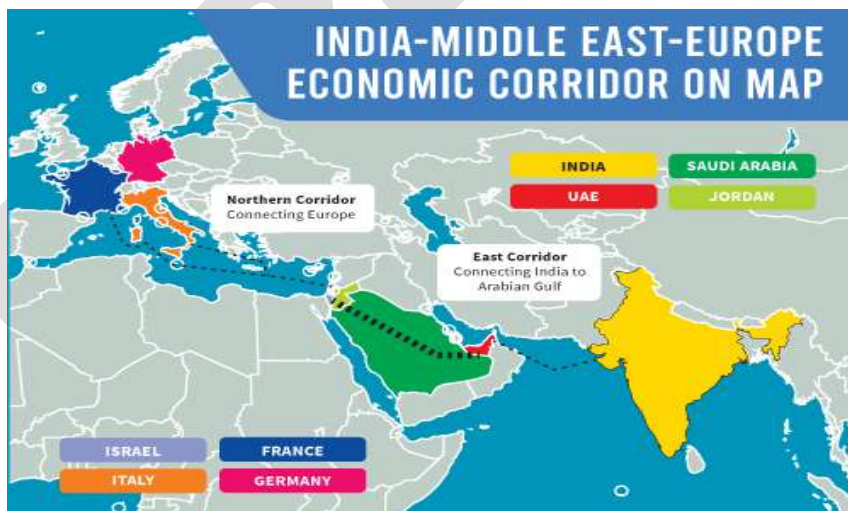 INDIA-MIDDLE EAST-EUROPE
ECONOMIC CORRIDOR ON MAP
INDIA
SAUDI ARABIA
UAE
JORDAN
Northern Corridor
Connecting Europe
East Corridor
Connecting India to
Arabian Gulf
ISRAEL
FRANCE
ITALY
GERMANY